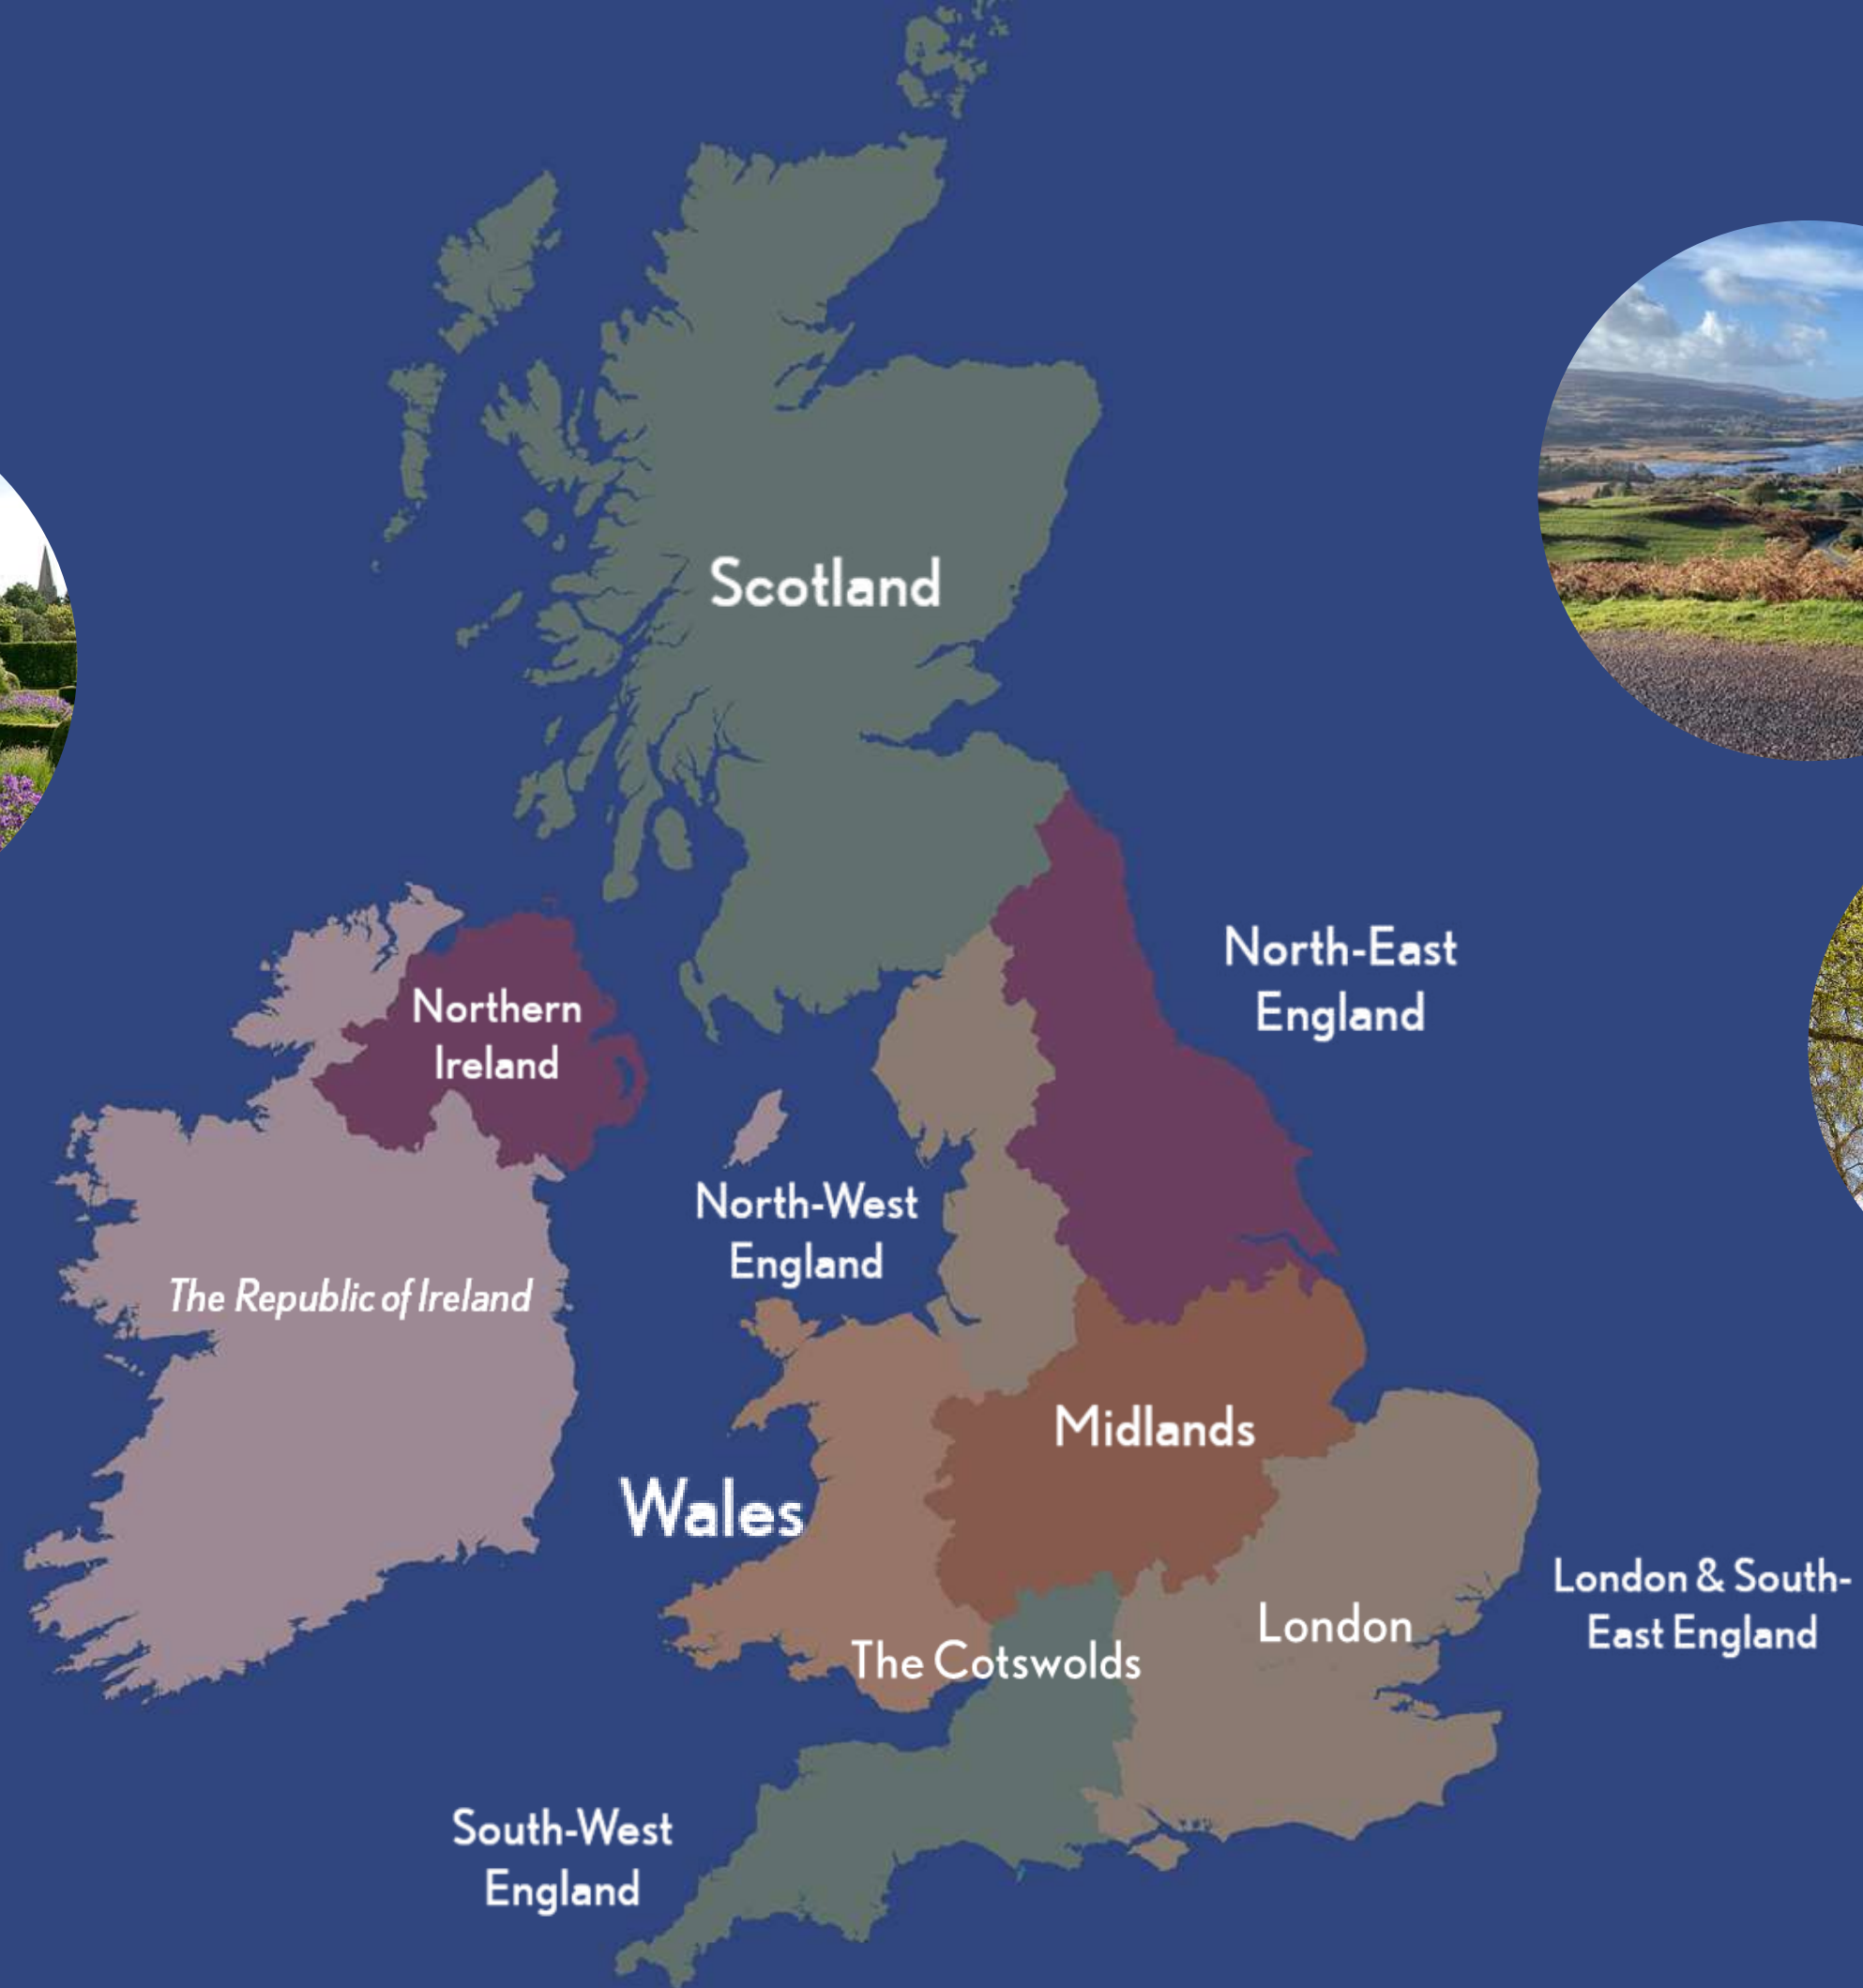 Scotland
North-East
England
Northern
Ireland
North-West
England
The Republic of Ireland
Midlands
Wales
London & South-
East England
London
The Cotswolds
South-West
England